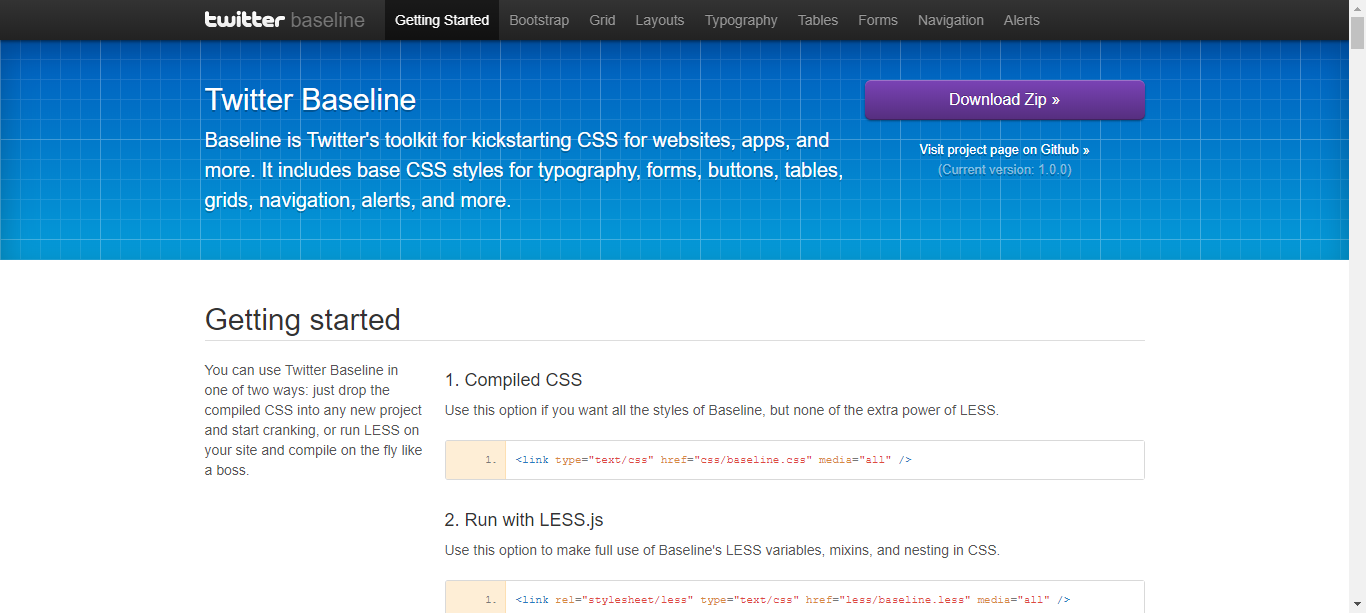 twitter baseline Getting Started Bootstrap Grid Layouts Typography Tables Forms Navigation Alerts
Twitter Baseline
Baseline is Twitter's toolkit for kickstarting CSS for websites, apps, and
more. It includes base CSS styles for typography, forms, buttons, tables,
grids, navigation, alerts, and more.
Download Zip »
Visit project page on Github »
(Current version: 1.0.0)
Getting started
You can use Twitter Baseline in
one of two ways: just drop the
compiled CSS into any new project
and start cranking, or run LESS on
your site and compile on the fly like
a boss.
1. Compiled CSS
Use this option if you want all the styles of Baseline, but none of the extra power of LESS.
1. <link type="text/css" href="css/baseline.css" media="all" />
2. Run with LESS.js
Use this option to make full use of Baseline's LESS variables, mixins, and nesting in CSS.
1. <link rel="stylesheet/less" type="text/css" href="less/baseline.less" media="all" />